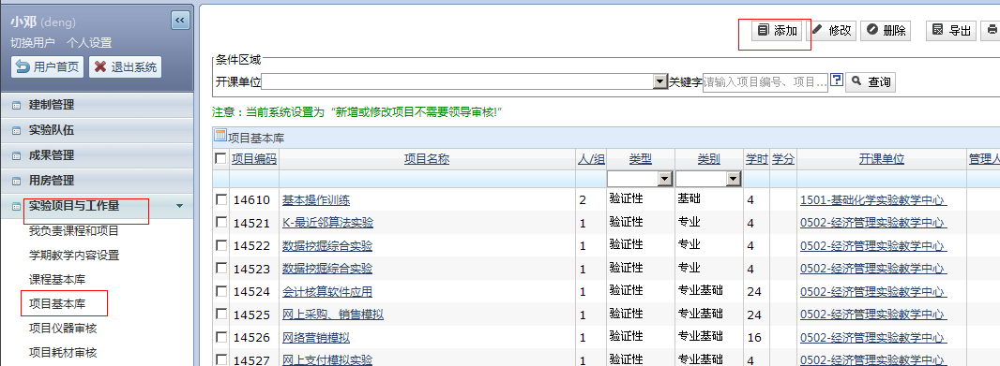 小邓 (deng)
切换用户 个人设置
用户首页 退出系统
建制管理
实验队伍
成果管理
用房管理
实验项目与工作量
我负责课程和项目
学期教学内容设置
课程基本库
项目基本库
项目仪器审核
项目耗材审核
添加 修改 删除 导出
条件区域
开课单位 关键字 请输入项目编号、项目... ? 查询
注意：当前系统设置为“新增或修改项目不需要领导审核!”
项目基本库
项目编码 项目名称 人/组 类型 类别 学时 学分 开课单位 管理人
14610 基本操作训练 2 验证性 基础 4 1501-基础化学实验教学中心
14521 K-最近邻算法实验 1 验证性 专业 4 0502-经济管理实验教学中心
14522 数据挖掘综合实验 1 验证性 专业 4 0502-经济管理实验教学中心
14523 数据挖掘综合实验 1 验证性 专业 4 0502-经济管理实验教学中心
14524 会计核算软件应用 1 验证性 专业基础 24 0502-经济管理实验教学中心
14525 网上采购、销售模拟 1 验证性 专业基础 24 0502-经济管理实验教学中心
14526 网络营销模拟 1 验证性 专业基础 16 0502-经济管理实验教学中心
14527 网上支付模拟实验 1 验证性 专业基础 4 0502-经济管理实验教学中心